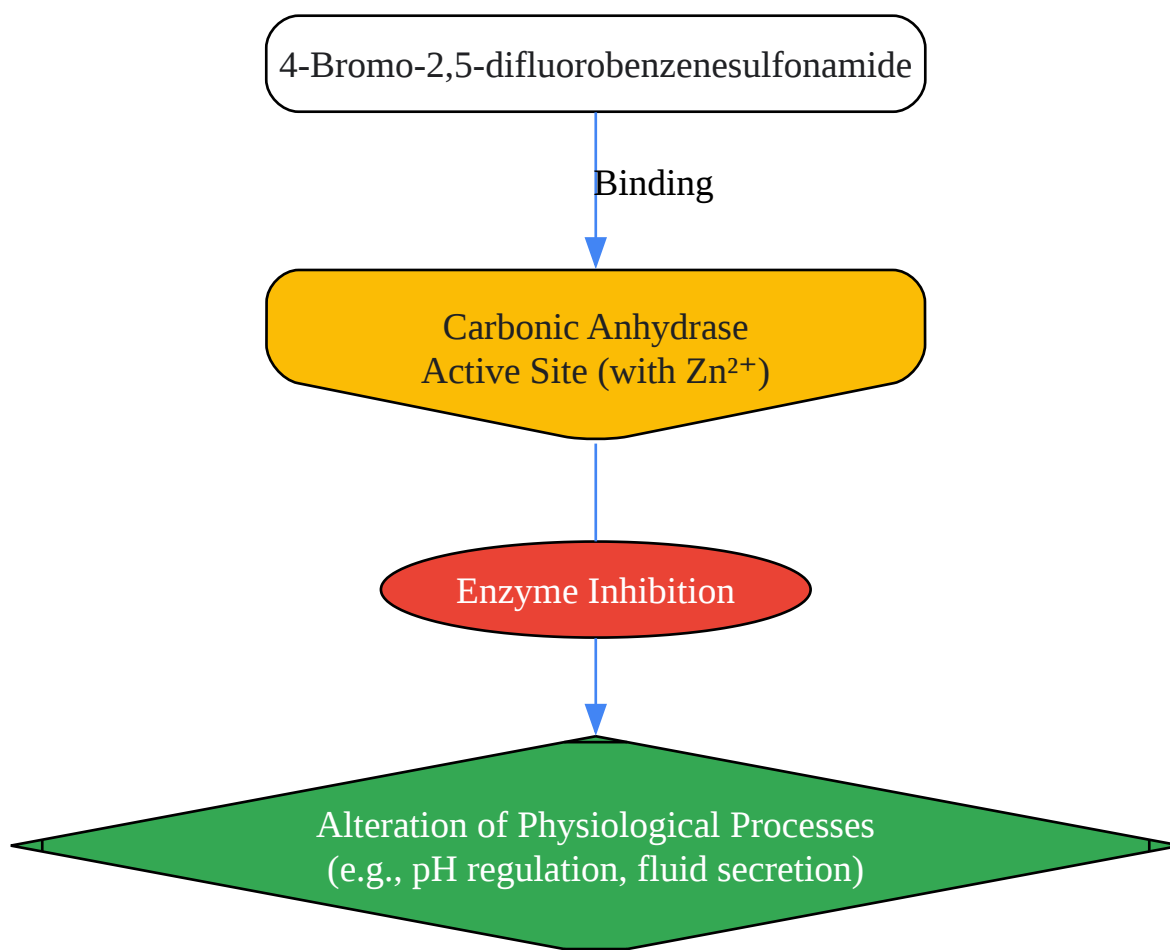 4-Bromo-2,5-difluorobenzenesulfonamide
Binding
Carbonic Anhydrase
Active Site (with Zn²⁺)
Enzyme Inhibition
Alteration of Physiological Processes
(e.g., pH regulation, fluid secretion)